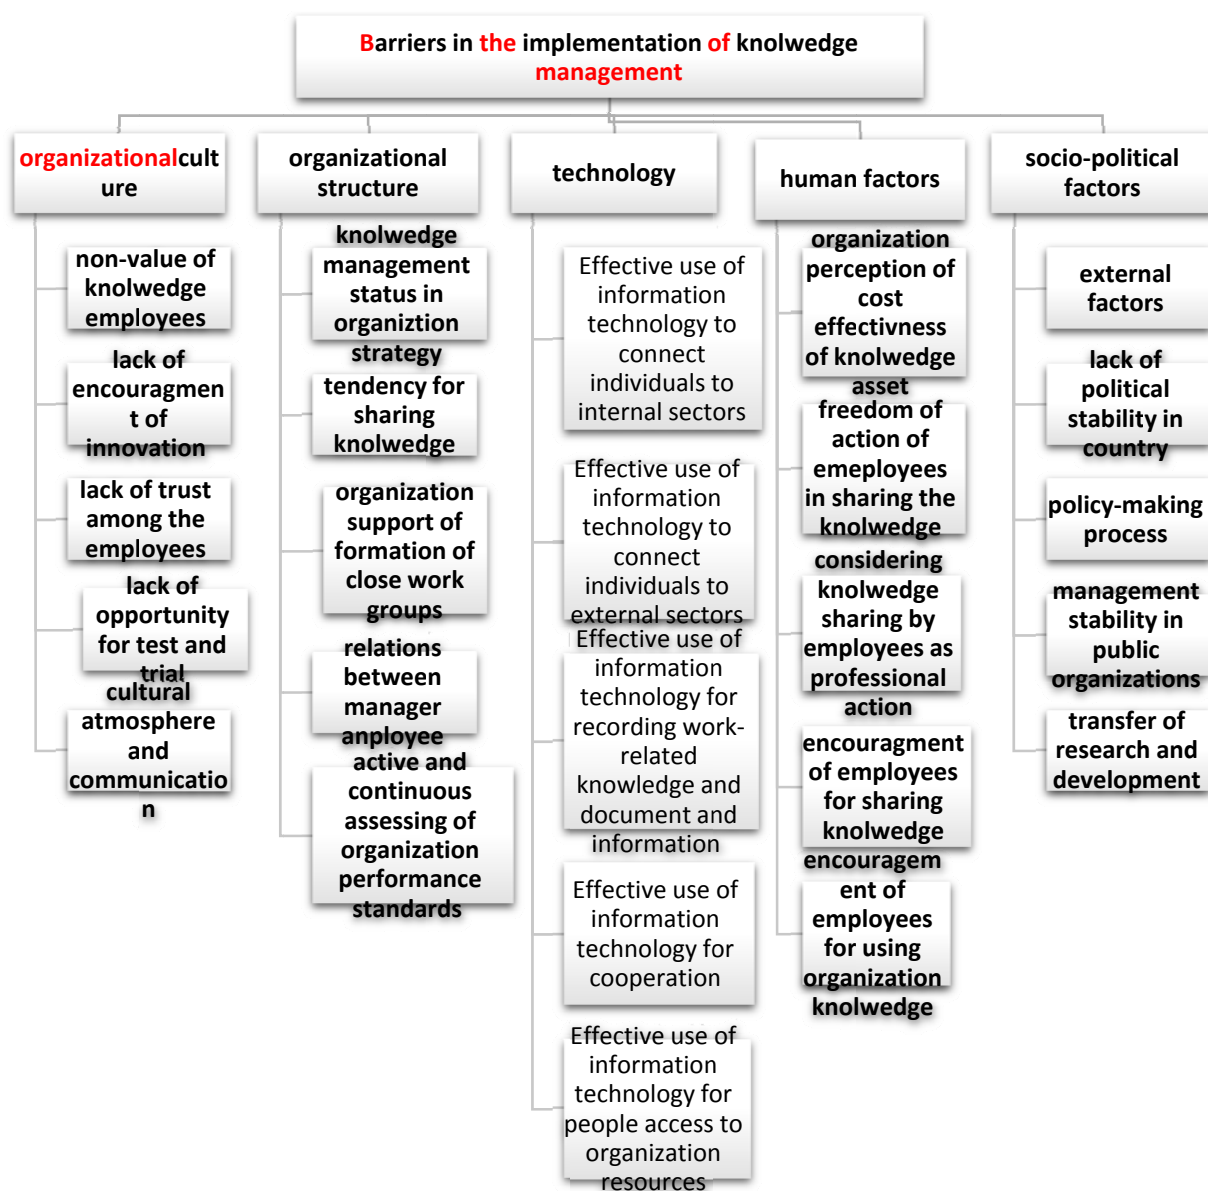 Barriers in the implementation of knolwedge
management
organizationalcult
ure
non-value of
knolwedge
employees
lack of
encouragmen
t of
innovation
lack of trust
among the
employees
lack of
opportunity
for test and
trial
cultural
atmosphere
and
communicatio
n
organizational
structure
knolwedge
management
status in
organiztion
strategy
tendency for
sharing
knolwedge
organization
support of
formation of
close work
groups
relations
between
manager
anployee
active and
continuous
assessing of
organization
performance
standards
technology
Effective use of
information
technology to
connect
individuals to
internal sectors
Effective use of
information
technology to
connect
individuals to
external sectors
Effective use of
information
technology for
recording work-
related
knowledge and
document and
information
Effective use of
information
technology for
cooperation
Effective use of
information
technology for
people access to
organization
resources
human factors
organization
perception of
cost
effectivness
of knolwedge
asset
freedom of
action of
emeployees
in sharing the
knolwedge
considering
knolwedge
sharing by
employees as
professional
action
encouragment
of employees
for sharing
knolwedge
encouragem
ent of
employees
for using
organization
knolwedge
socio-political
factors
external
factors
lack of
political
stability in
country
policy-making
process
management
stability in
public
organizations
transfer of
research and
development